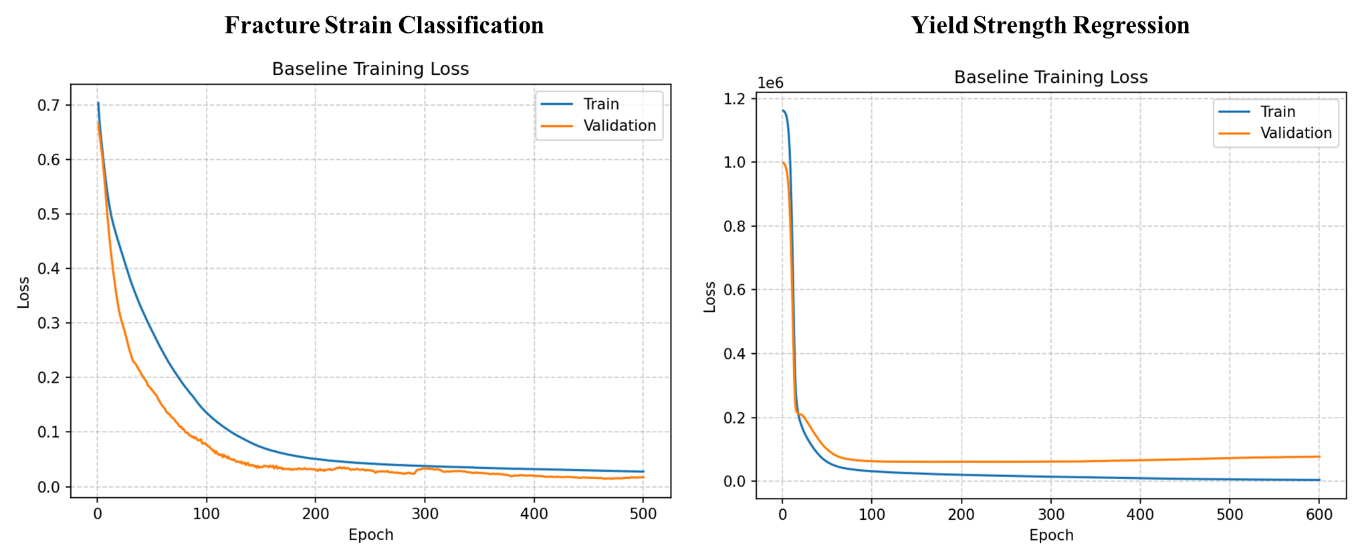 Fracture Strain Classification
Baseline Training Loss
0.7
0.6
0.5
0.4
0.3
0.2
0.1
0.0
Loss
Train
Validation
0 100 200 300 400 500
Epoch
Yield Strength Regression
Baseline Training Loss
1e6
1.2
1.0
0.8
0.6
0.4
0.2
0.0
Loss
Train
Validation
0 100 200 300 400 500 600
Epoch